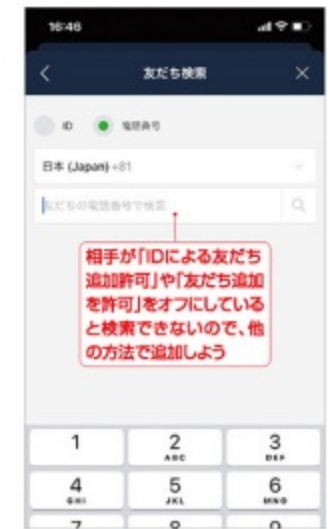 16:46
友だち検索
ID 電話番号
日本 (Japan) +81
友だちの電話番号で検索
相手が「IDによる友だち
追加許可」や「友だち追加
を許可」をオフにしている
と検索できないので、他
の方法で追加しよう
1 2 3
ABC DEF
4 5 6
GHI JKL MNO
7 8 9